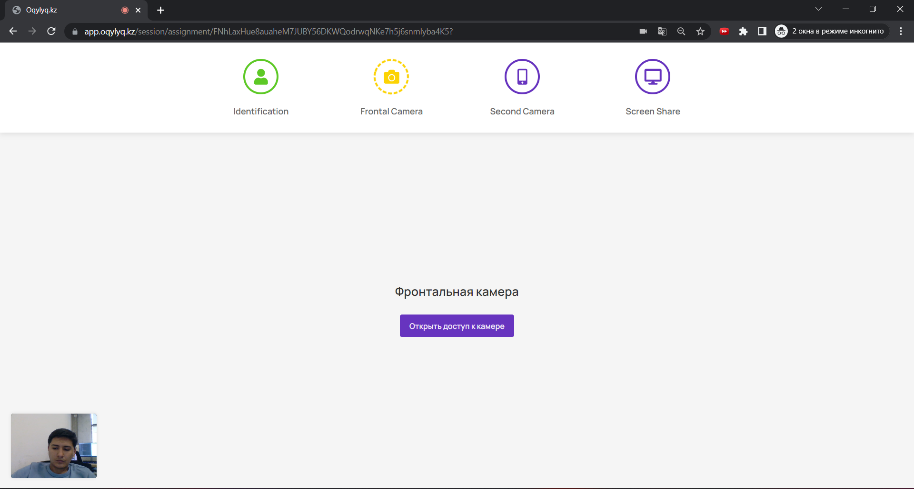 Oqylyq.kz
app.oqylyq.kz/session/assignment/FNhLaxHue8auaheM7JUBY56DKWQodrwqNKe7h5j6snmlyba4K5?
2 окна в режиме инкогнито
Identification
Frontal Camera
Second Camera
Screen Share
Фронтальная камера
Открыть доступ к камере